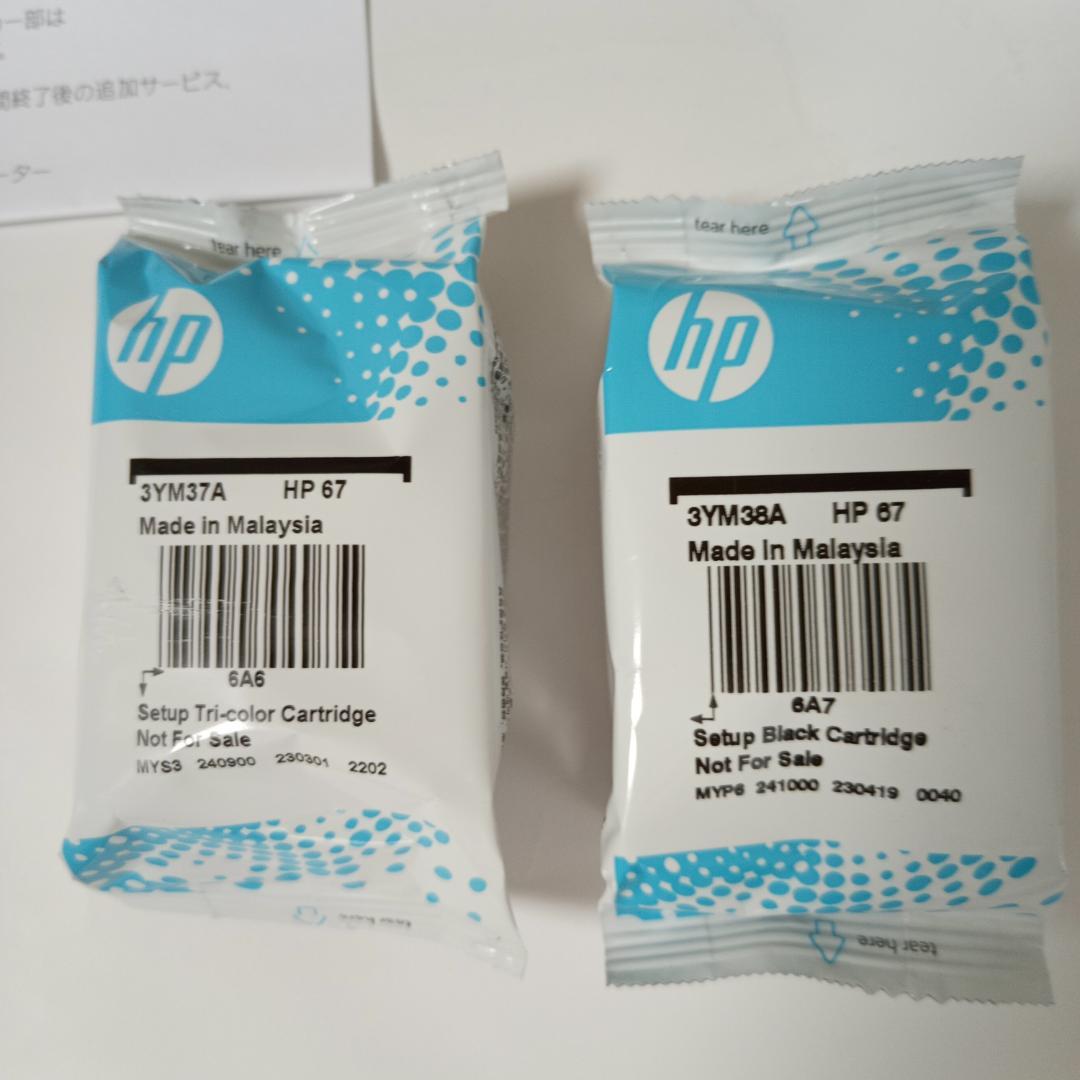 一部は
間終了後の追加サービス、
ーター
tear here
hp
3YM37A HP 67
Made in Malaysia
6A6
Setup Tri-color Cartridge
Not For Sale
MYS3 240900 230301 2202
tear here
tear here
hp
3YM38A HP 67
Made In Malaysia
6A7
Setup Black Cartridge
Not For Sale
MYP6 241000 230419 0040
tear here